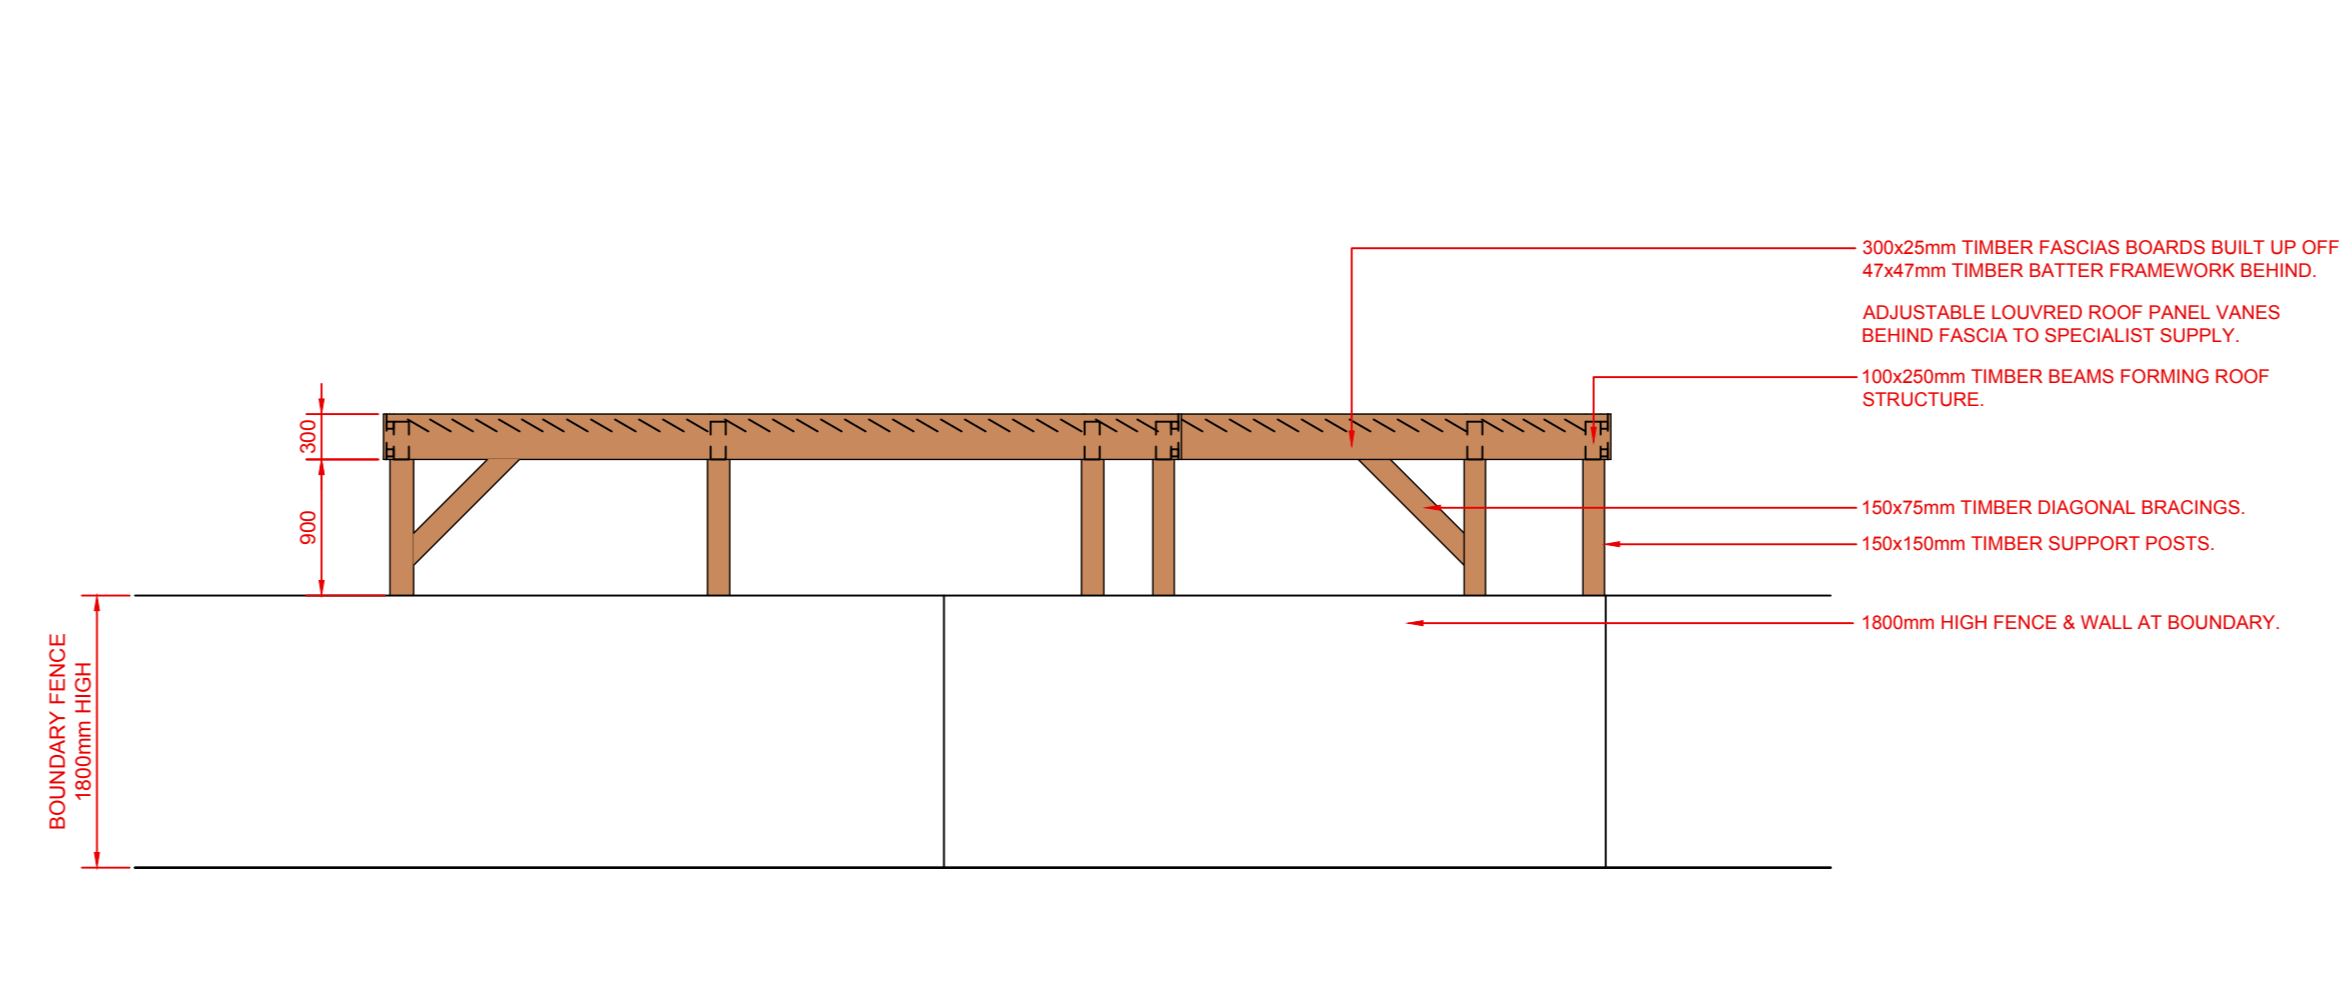 300x25mm TIMBER FASCIAS BOARDS BUILT UP OFF
47x47mm TIMBER BATTER FRAMEWORK BEHIND.
ADJUSTABLE LOUVRED ROOF PANEL VANES
BEHIND FASCIA TO SPECIALIST SUPPLY.
100x250mm TIMBER BEAMS FORMING ROOF
STRUCTURE.
300
900
150x75mm TIMBER DIAGONAL BRACINGS.
150x150mm TIMBER SUPPORT POSTS.
1800mm HIGH FENCE & WALL AT BOUNDARY.
BOUNDARY FENCE
1800mm HIGH